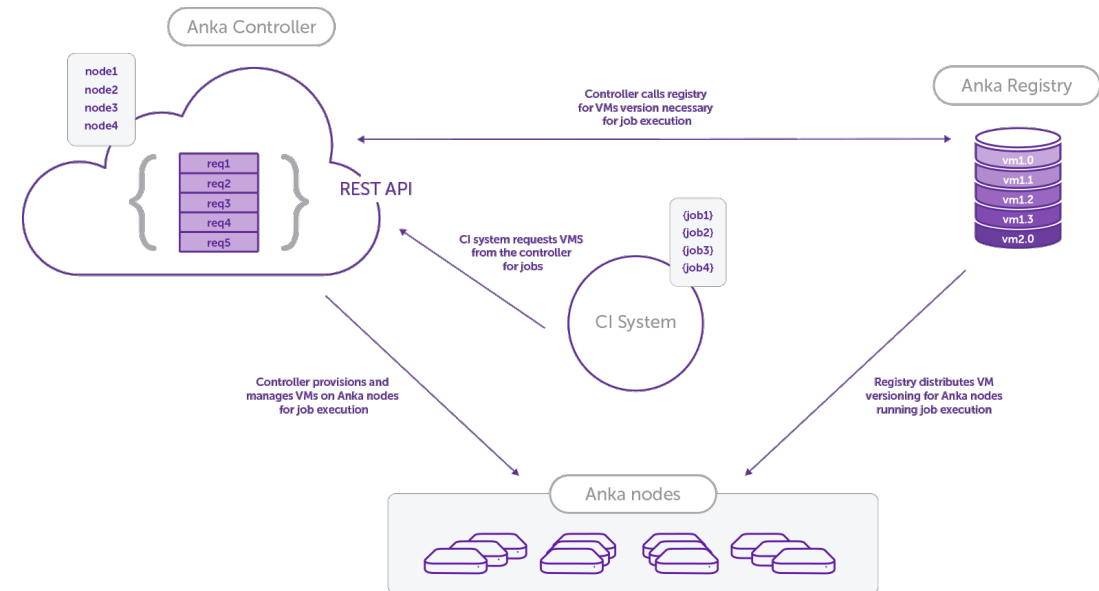 Anka Controller
node1
node2
node3
node4
req1
req2
req3
req4
req5
REST API
Controller calls registry
for VMs version necessary
for job execution
Anka Registry
vm1.0
vm1.1
vm1.2
vm1.3
vm2.0
CI system requests VMS
from the controller
for jobs
{job1}
{job2}
{job3}
{job4}
CI System
Controller provisions and
manages VMs on Anka nodes
for job execution
Registry distributes VM
versioning for Anka nodes
running job execution
Anka nodes